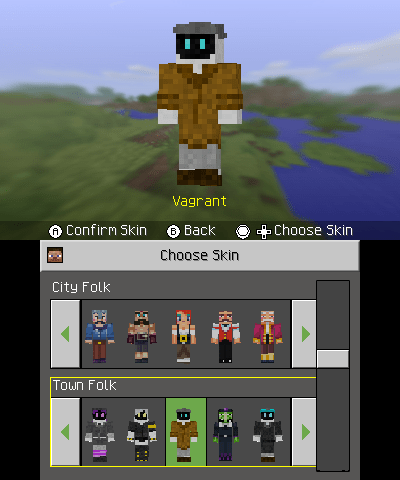 Vagrant
A Confirm Skin B Back Choose Skin
Choose Skin
City Folk
Town Folk